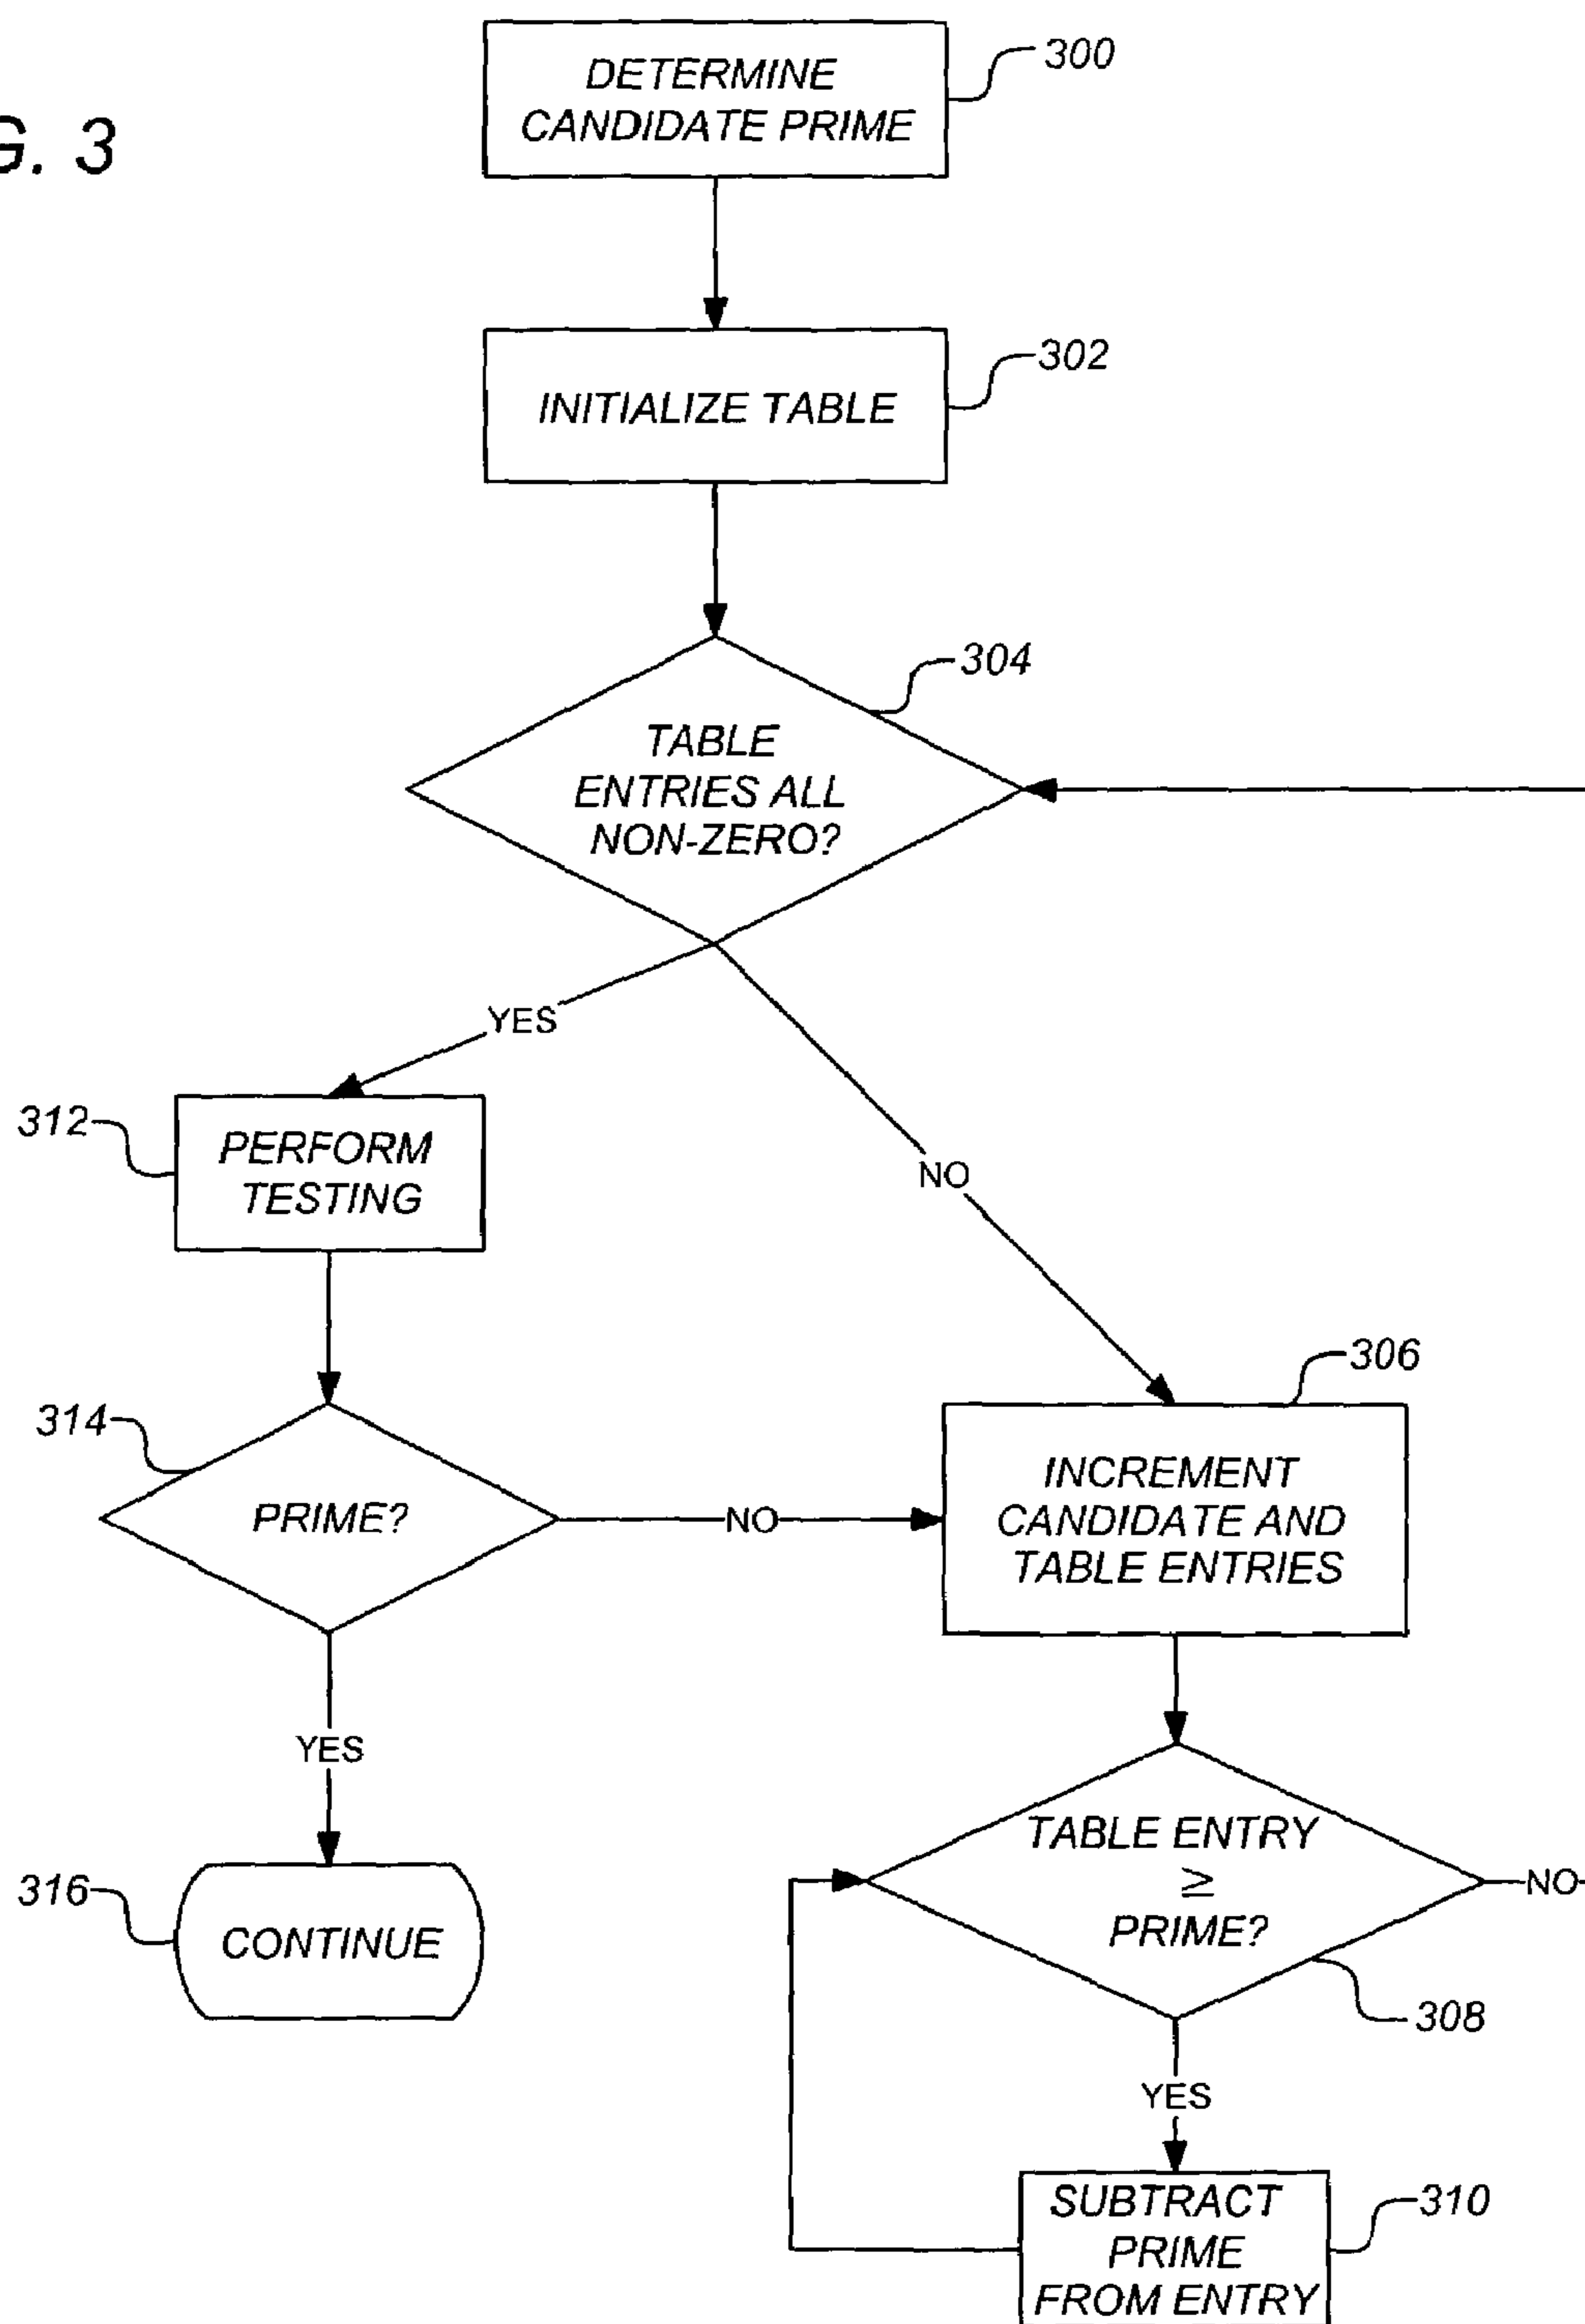 G. 3
DETERMINE
CANDIDATE PRIME
300
INITIALIZE TABLE
302
304
TABLE
ENTRIES ALL
NON-ZERO?
YES
NO
312
PERFORM
TESTING
306
314
PRIME?
NO
INCREMENT
CANDIDATE AND
TABLE ENTRIES
YES
TABLE ENTRY
≥
PRIME?
NO
316
CONTINUE
308
YES
SUBTRACT
PRIME
FROM ENTRY
310